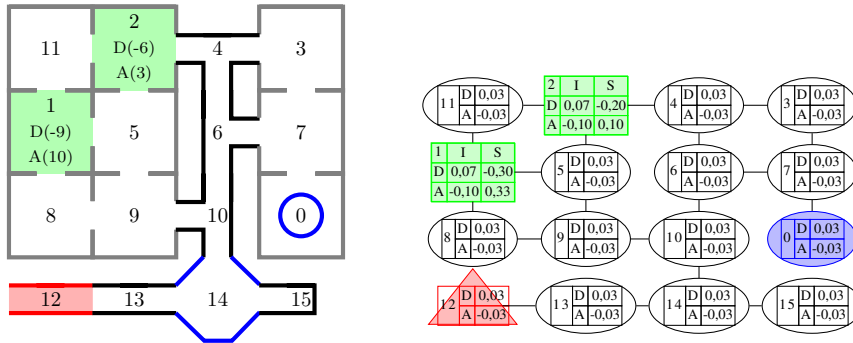 2
D(-6)
A(3)
11
4
3
1
D(-9)
A(10)
5
6
7
8
9
10
0
12
13
14
15
11 D 0,03
A -0,03
2 I S
D 0,07 -0,20
A -0,10 0,10
4 D 0,03
A -0,03
3 D 0,03
A -0,03
1 I S
D 0,07 -0,30
A -0,10 0,33
5 D 0,03
A -0,03
6 D 0,03
A -0,03
7 D 0,03
A -0,03
8 D 0,03
A -0,03
9 D 0,03
A -0,03
10 D 0,03
A -0,03
0 D 0,03
A -0,03
12 D 0,03
A -0,03
13 D 0,03
A -0,03
14 D 0,03
A -0,03
15 D 0,03
A -0,03